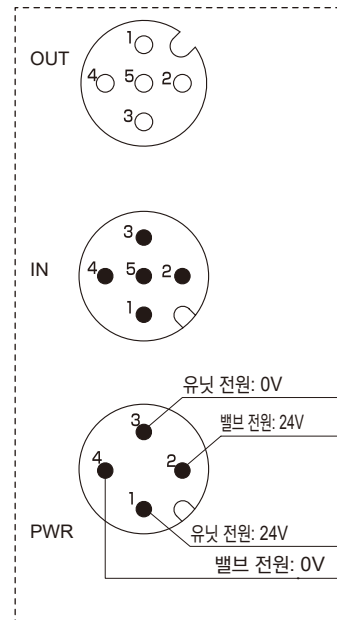 OUT
1
4 5 2
3
IN
3
4 5 2
1
유닛 전원: 0V
3
밸브 전원: 24V
4 2
1
PWR
유닛 전원: 24V
밸브 전원: 0V